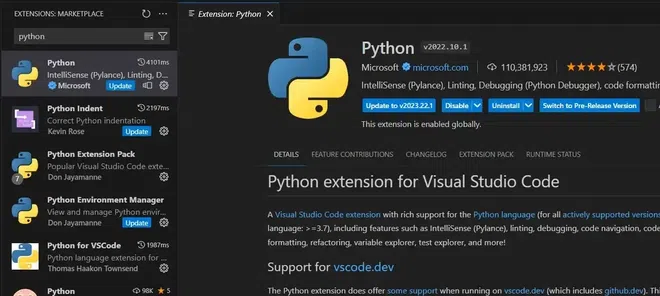 EXTENSIONS: MARKETPLACE
python
Python
4101ms
IntelliSense (Pylance), Linting, D...
Microsoft
Update
Python Indent
2197ms
Correct Python indentation
Kevin Rose
Update
Python Extension Pack
Popular Visual Studio Code exte...
7
Don Jayamanne
Python Environment Manager
View and manage Python envir...
Don Jayamanne
Update
Python for VSCode
1987ms
Python language extension for ...
Thomas Haakon Townsend
Python
98K
5
Extension: Python
Python v2022.10.1
Microsoft microsoft.com 110,381,923 (574)
IntelliSense (Pylance), Linting, Debugging (Python Debugger), code formattin
Update to v2023.22.1 Disable Uninstall Switch to Pre-Release Version
This extension is enabled globally.
DETAILS FEATURE CONTRIBUTIONS CHANGELOG EXTENSION PACK RUNTIME STATUS
Python extension for Visual Studio Code
A Visual Studio Code extension with rich support for the Python language (for all actively supported versions
language: >=3.7), including features such as IntelliSense (Pylance), linting, debugging, code navigation, code
formatting, refactoring, variable explorer, test explorer, and more!
Support for vscode.dev
The Python extension does offer some support when running on vscode.dev (which includes github.dev). This